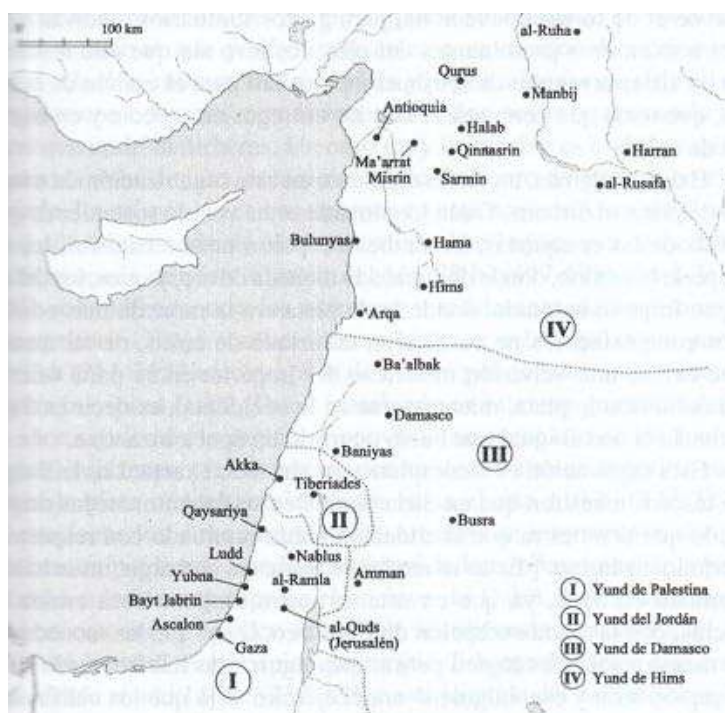 100 km
al-Ruha
Qurus
Manbij
Antioquía
Halab
Ma'arrat
Misrin
Qinnasrin
Harran
Sarmin
al-Rusafa
Bulunyas
Hama
Hims
'Arqa
IV
Ba'albak
Damasco
Baniyas
III
Akka
Tiberíades
II
Qaysariya
Busra
Ludd
Nablus
Yubna
al-Ramla
Amman
Bayt Jabrin
Ascalon
al-Quds
(Jerusalén)
Gaza
I
I Yund de Palestina
II Yund del Jordán
III Yund de Damasco
IV Yund de Hims